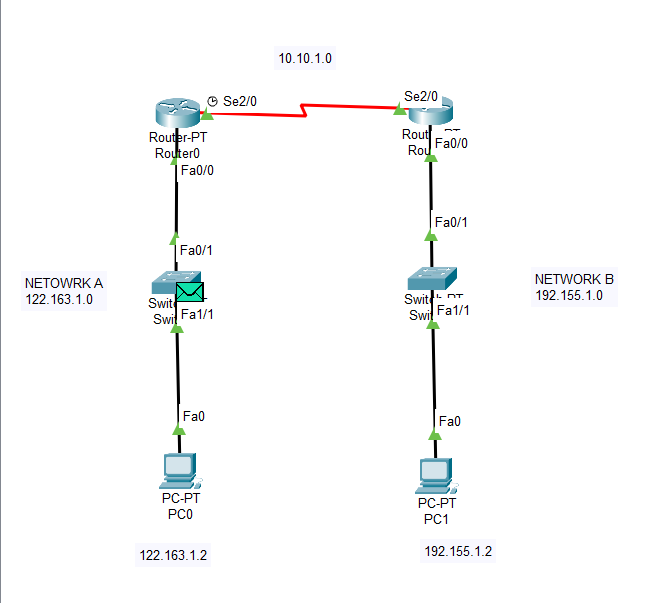 10.10.1.0
Se2/0
Se2/0
Router-PT
Router0
Fa0/0
Fa0/0
Fa0/1
Fa0/1
NETOWRK A
122.163.1.0
NETWORK B
192.155.1.0
Fa1/1
Fa1/1
Fa0
Fa0
PC-PT
PC0
PC-PT
PC1
122.163.1.2
192.155.1.2